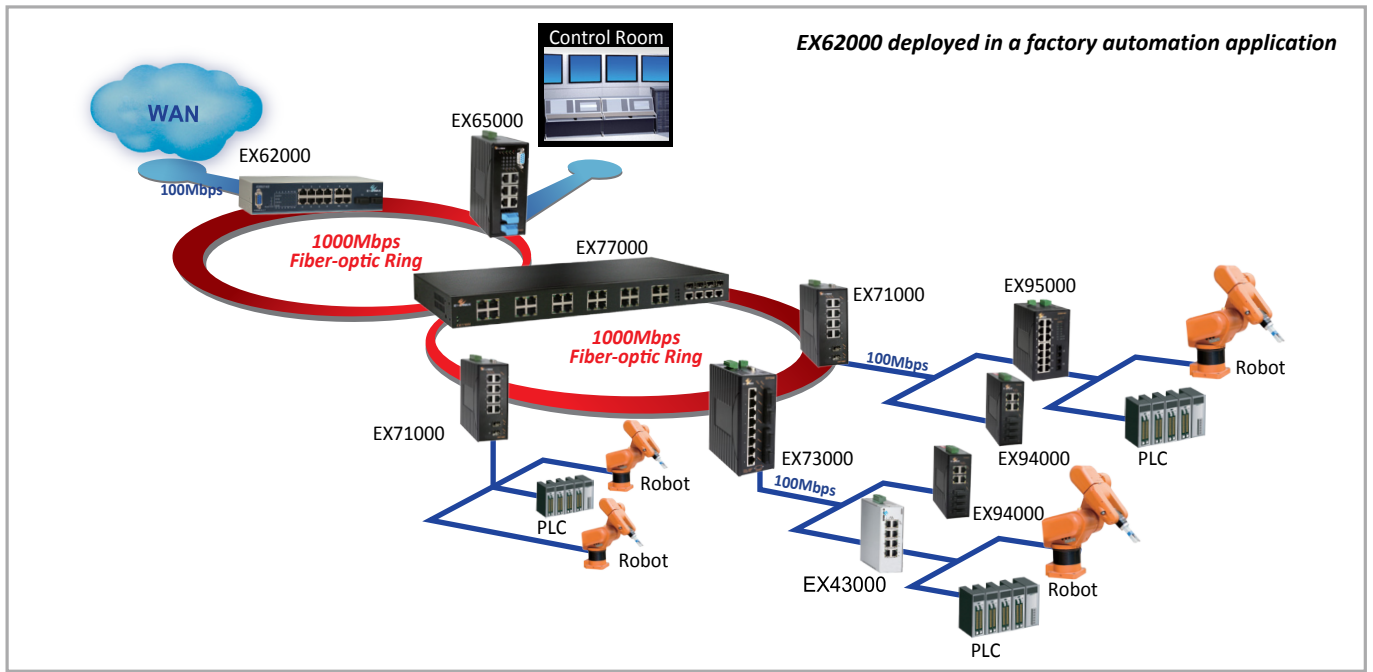 EX62000 deployed in a factory automation application
Control Room
WAN
EX65000
EX62000
100Mbps
1000Mbps
Fiber-optic Ring
EX77000
EX71000
EX95000
1000Mbps
Fiber-optic Ring
100Mbps
Robot
EX71000
EX73000
EX94000
PLC
100Mbps
Robot
EX94000
PLC
Robot
EX43000
Robot
PLC